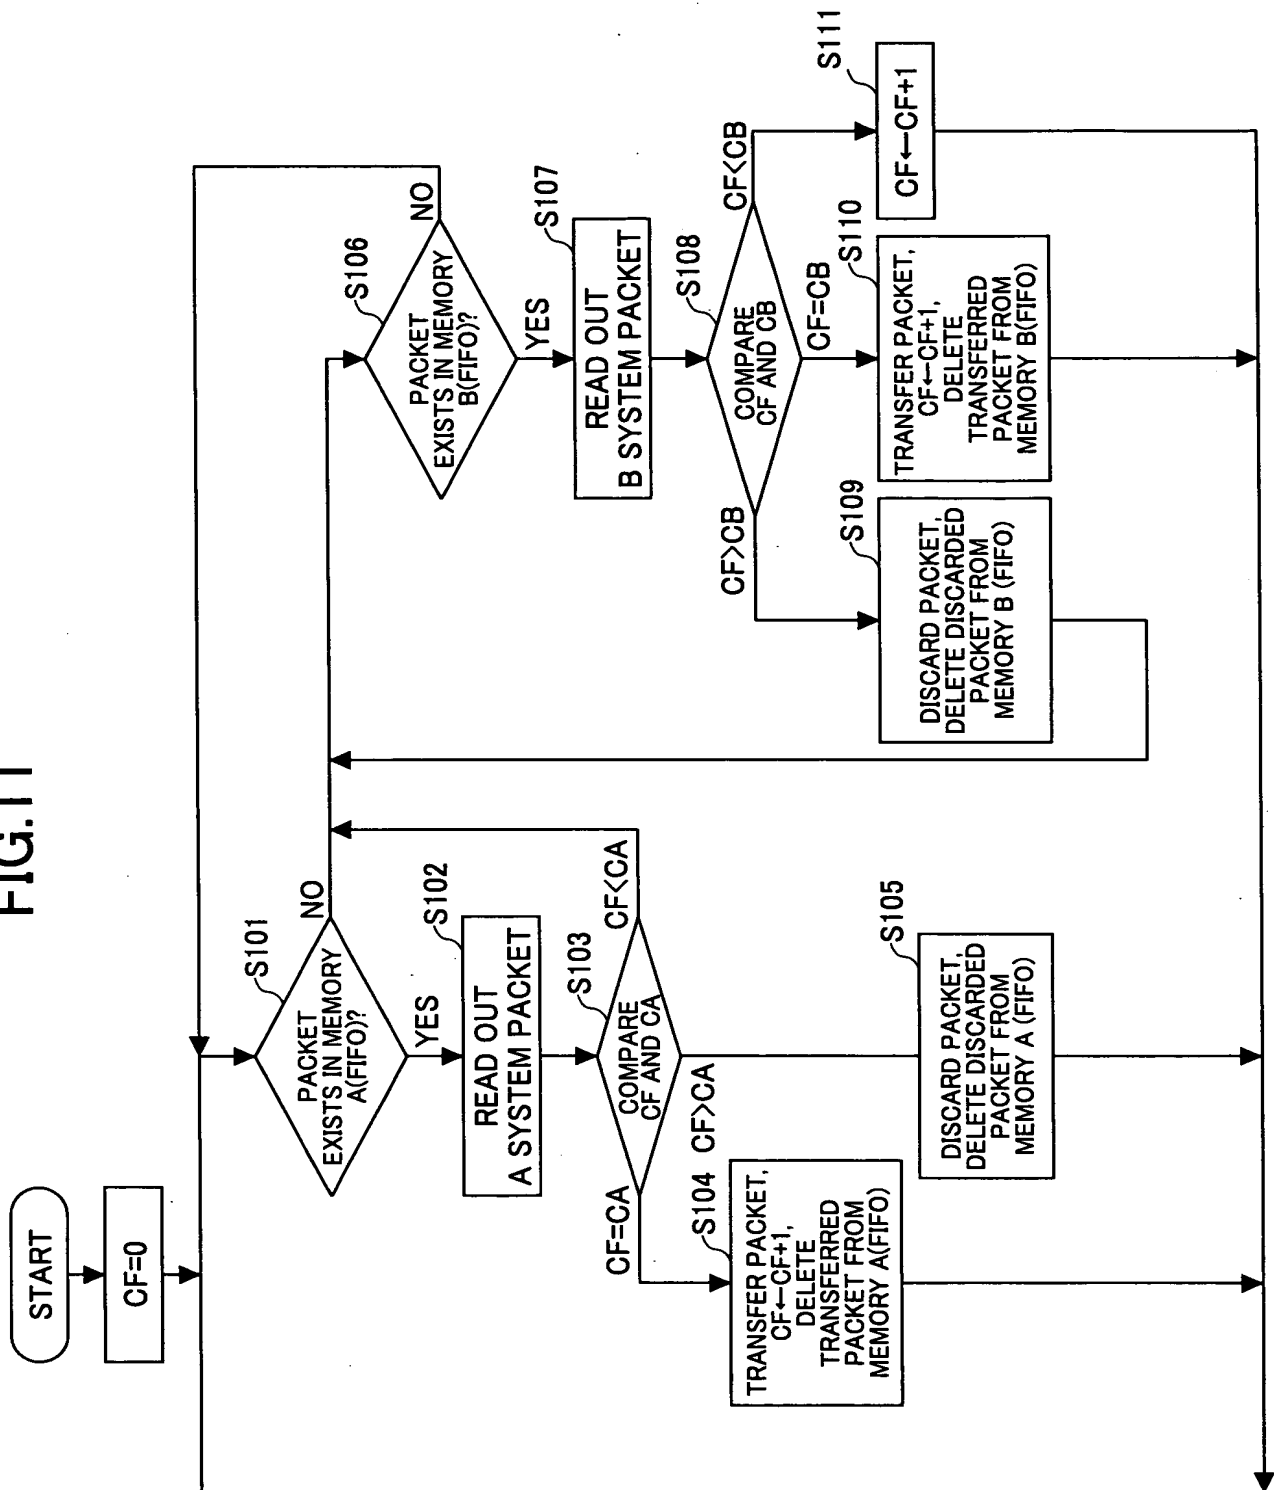 FIG.11
START
CF=0
S101
PACKET
EXISTS IN MEMORY
A(FIFO)?
NO
YES
S102
READ OUT
A SYSTEM PACKET
S103
COMPARE
CF AND CA
CF=CA
CF>CA
CF<CA
S104
TRANSFER PACKET,
CF←CF+1,
DELETE
TRANSFERRED
PACKET FROM
MEMORY A(FIFO)
S105
DISCARD PACKET,
DELETE DISCARDED
PACKET FROM
MEMORY A (FIFO)
S106
PACKET
EXISTS IN MEMORY
B(FIFO)?
NO
YES
S107
READ OUT
B SYSTEM PACKET
S108
COMPARE
CF AND CB
CF>CB
CF=CB
CF<CB
S109
DISCARD PACKET,
DELETE DISCARDED
PACKET FROM
MEMORY B (FIFO)
S110
TRANSFER PACKET,
CF←CF+1,
DELETE
TRANSFERRED
PACKET FROM
MEMORY B(FIFO)
S111
CF←CF+1